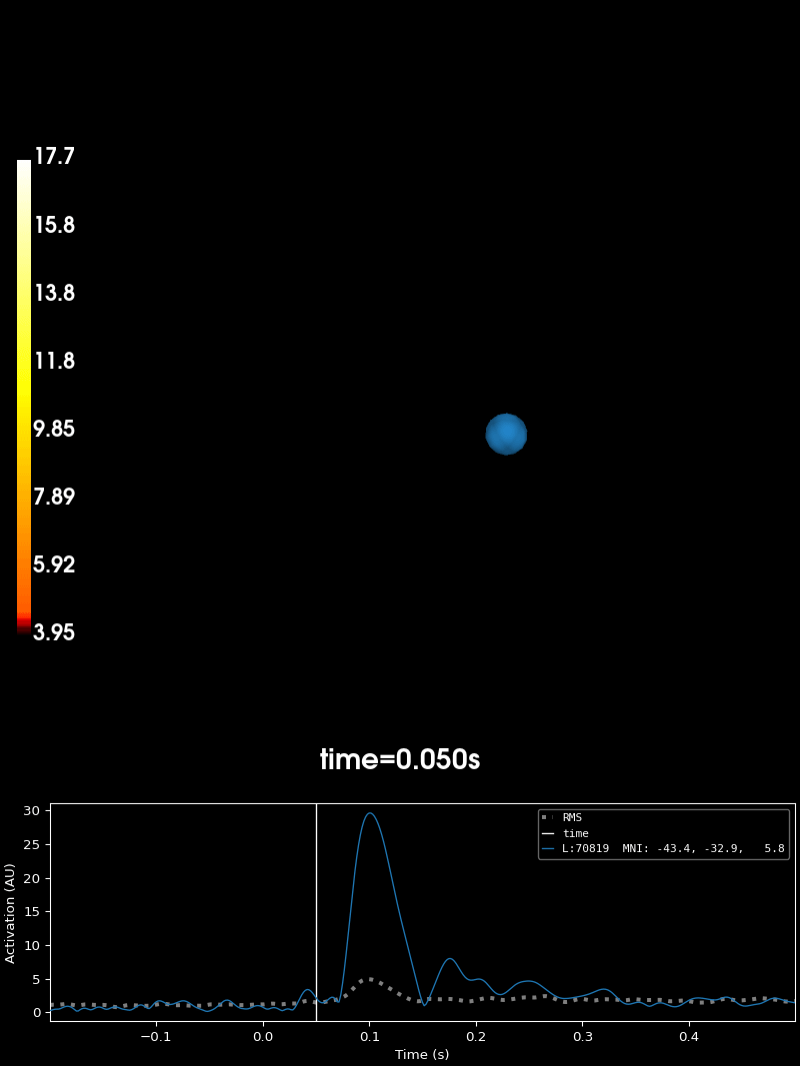 17.7
15.8
13.8
11.8
9.85
7.89
5.92
3.95
time=0.050s
30
25
20
15
10
5
0
Activation (AU)
RMS
time
L:70819 MNI: -43.4, -32.9, 5.8
−0.1 0.0 0.1 0.2 0.3 0.4
Time (s)